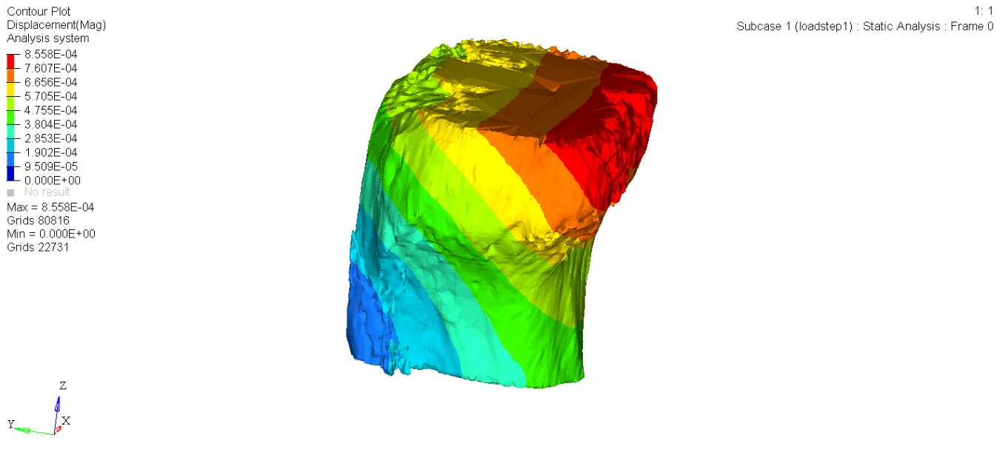 Contour Plot
Displacement(Mag)
Analysis system
8.558E-04
7.607E-04
6.656E-04
5.705E-04
4.755E-04
3.804E-04
2.853E-04
1.902E-04
9.509E-05
0.000E+00
No result
Max = 8.558E-04
Grids 80816
Min = 0.000E+00
Grids 22731
1: 1
Subcase 1 (loadstep1) : Static Analysis : Frame 0
Z
Y
X